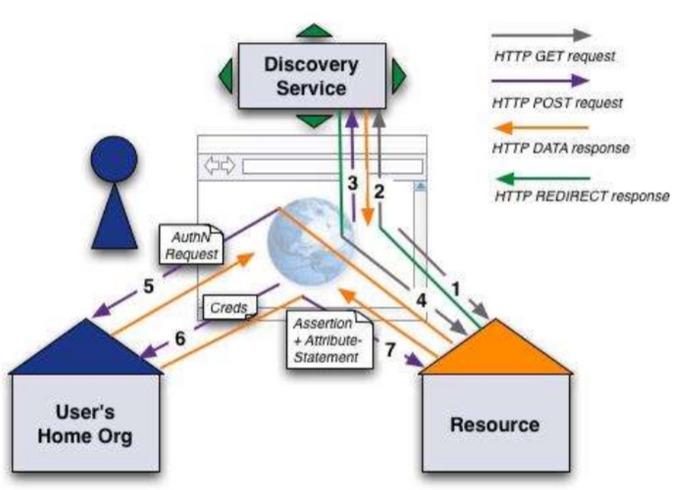 Discovery
Service
HTTP GET request
HTTP POST request
HTTP DATA response
HTTP REDIRECT response
3
2
AuthN
Request
5
1
4
Creds
6
Assertion
+ Attribute-
Statement
7
User's
Home Org
Resource